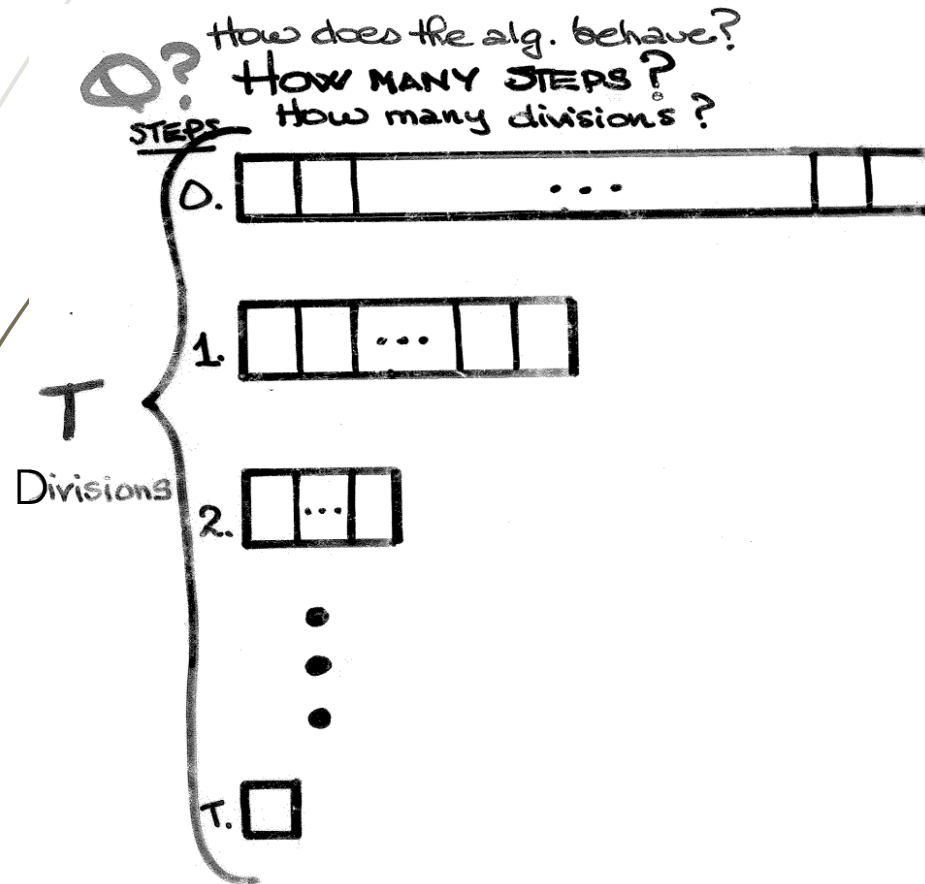 How does the alg. behave?
Q? HOW MANY STEPS?
How many divisions?
STEPS
0. ...
1. ...
T
Divisions
2. ...
T.